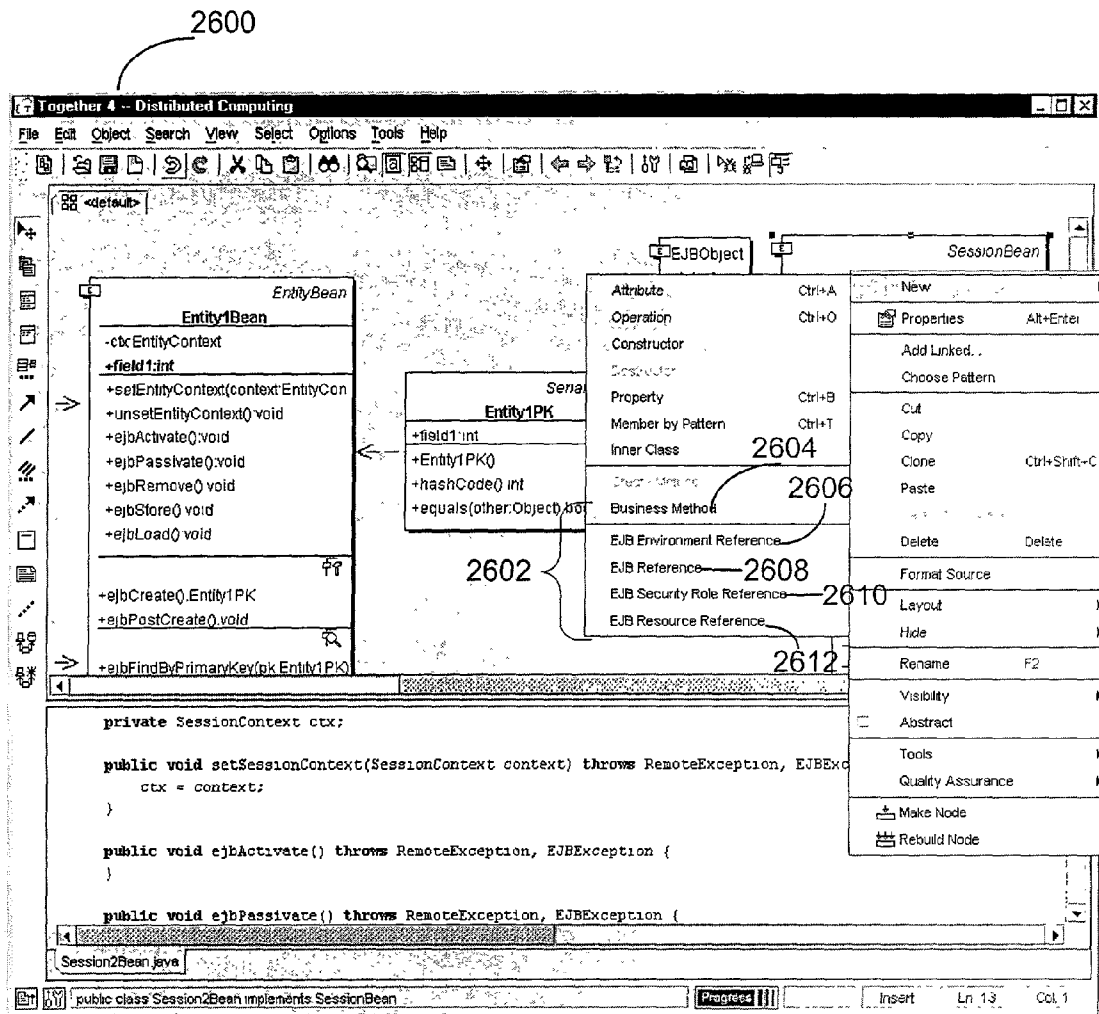 2600
Together 4 -- Distributed Computing
File Edit Object Search View Select Options Tools Help
<default>
EJBObject
SessionBean
EntityBean
Entity1Bean
-ctx EntityContext
+field1:int
+setEntityContext(context:EntityCon
+unsetEntityContext():void
+ejbActivate():void
+ejbPassivate():void
+ejbRemove() void
+ejbStore() void
+ejbLoad() void
+ejbCreate().Entity1PK
+ejbPostCreate().void
+ejbFindByPrimaryKey(pk Entity1PK)
Serial
Entity1PK
+field1:int
+Entity1PK()
+hashCode() int
+equals(other:Object) boo
Attribute Ctrl+A
Operation Ctrl+O
Constructor
Destructor
Property Ctrl+B
Member by Pattern Ctrl+T
Inner Class
2604
Business Method
2606
EJB Environment Reference
2602
EJB Reference 2608
EJB Security Role Reference 2610
EJB Resource Reference
2612
New
Properties Alt+Enter
Add Linked..
Choose Pattern
Cut
Copy
Clone Ctrl+Shift+C
Paste
Delete Delete
Format Source
Layout
Hide
Rename F2
Visibility
Abstract
Tools
Quality Assurance
Make Node
Rebuild Node
private SessionContext ctx;
public void setSessionContext(SessionContext context) throws RemoteException, EJBExc
ctx = context;
}
public void ejbActivate() throws RemoteException, EJBException {
}
public void ejbPassivate() throws RemoteException, EJBException {
Session2Bean.java
public class Session2Bean implements SessionBean Progress Insert Ln 13 Col. 1